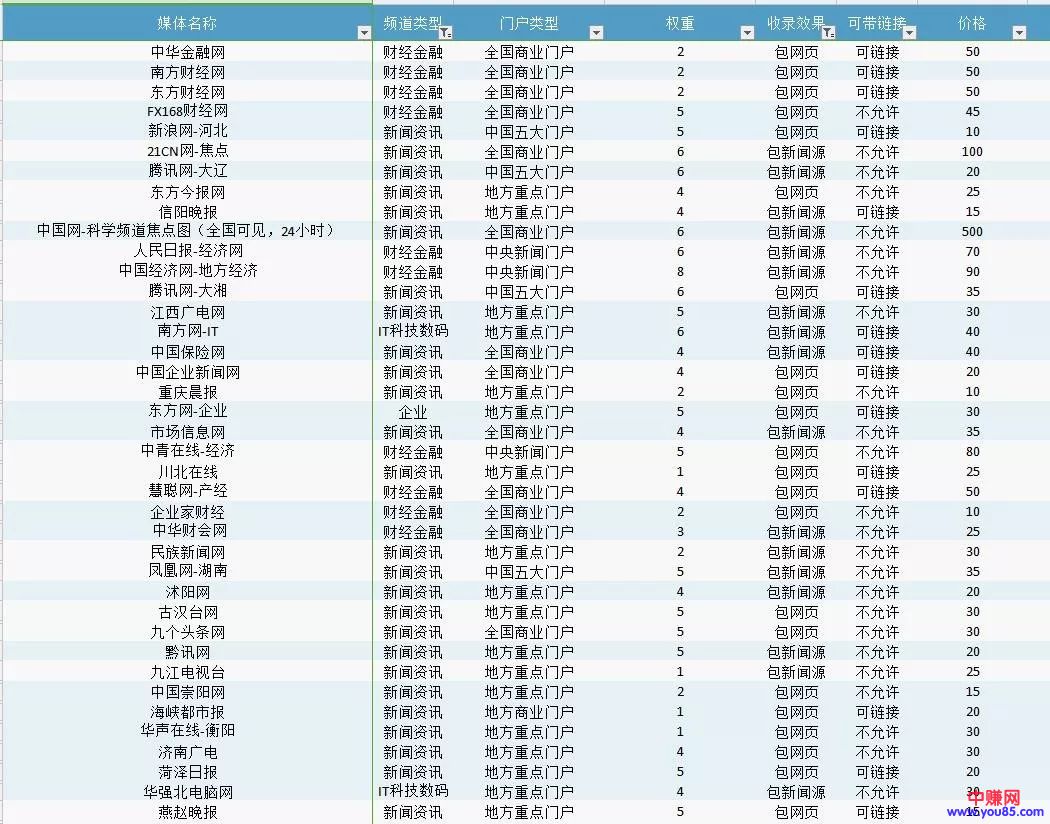 媒体名称 频道类型 门户类型 权重 收录效果 可带链接 价格
中华金融网 财经金融 全国商业门户 2 包网页 可链接 50
南方财经网 财经金融 全国商业门户 2 包网页 可链接 50
东方财经网 财经金融 全国商业门户 2 包网页 可链接 50
FX168财经网 财经金融 全国商业门户 5 包网页 不允许 45
新浪网-河北 新闻资讯 中国五大门户 5 包网页 可链接 10
21CN网-焦点 新闻资讯 全国商业门户 6 包新闻源 不允许 100
腾讯网-大辽 新闻资讯 中国五大门户 6 包新闻源 不允许 20
东方今报网 新闻资讯 地方重点门户 4 包网页 不允许 25
信阳晚报 新闻资讯 地方重点门户 4 包新闻源 可链接 15
中国网-科学频道焦点图（全国可见，24小时） 新闻资讯 全国商业门户 6 包新闻源 不允许 500
人民日报-经济网 财经金融 中央新闻门户 6 包新闻源 不允许 70
中国经济网-地方经济 财经金融 中央新闻门户 8 包新闻源 不允许 90
腾讯网-大湘 新闻资讯 中国五大门户 6 包网页 可链接 35
江西广电网 新闻资讯 地方重点门户 5 包新闻源 不允许 30
南方网-IT IT科技数码 地方重点门户 6 包新闻源 可链接 40
中国保险网 新闻资讯 全国商业门户 4 包新闻源 可链接 40
中国企业新闻网 新闻资讯 全国商业门户 4 包网页 可链接 20
重庆晨报 新闻资讯 地方重点门户 2 包网页 不允许 10
东方网-企业 企业 地方重点门户 5 包网页 可链接 30
市场信息网 新闻资讯 全国商业门户 4 包新闻源 不允许 35
中青在线-经济 财经金融 中央新闻门户 5 包网页 不允许 80
川北在线 新闻资讯 地方重点门户 1 包网页 可链接 25
慧聪网-产经 财经金融 全国商业门户 4 包网页 可链接 50
企业家财经 财经金融 全国商业门户 2 包网页 不允许 10
中华财会网 财经金融 全国商业门户 3 包新闻源 不允许 25
民族新闻网 新闻资讯 地方重点门户 2 包新闻源 不允许 30
凤凰网-湖南 新闻资讯 中国五大门户 5 包新闻源 不允许 35
沭阳网 新闻资讯 地方重点门户 4 包新闻源 不允许 20
古汉台网 新闻资讯 地方重点门户 5 包网页 不允许 30
九个头条网 新闻资讯 全国商业门户 5 包网页 不允许 30
黔讯网 新闻资讯 地方重点门户 5 包新闻源 不允许 20
九江电视台 新闻资讯 地方重点门户 1 包新闻源 不允许 25
中国崇阳网 新闻资讯 地方重点门户 2 包网页 不允许 15
海峡都市报 新闻资讯 地方商业门户 1 包网页 可链接 20
华声在线-衡阳 新闻资讯 地方重点门户 1 包网页 不允许 30
济南广电 新闻资讯 地方重点门户 4 包网页 不允许 30
菏泽日报 新闻资讯 地方重点门户 5 包网页 可链接 20
华强北电脑网 IT科技数码 地方重点门户 4 包新闻源 不允许 30
燕赵晚报 新闻资讯 地方重点门户 5 包网页 可链接 15
中赚网
www.you85.com